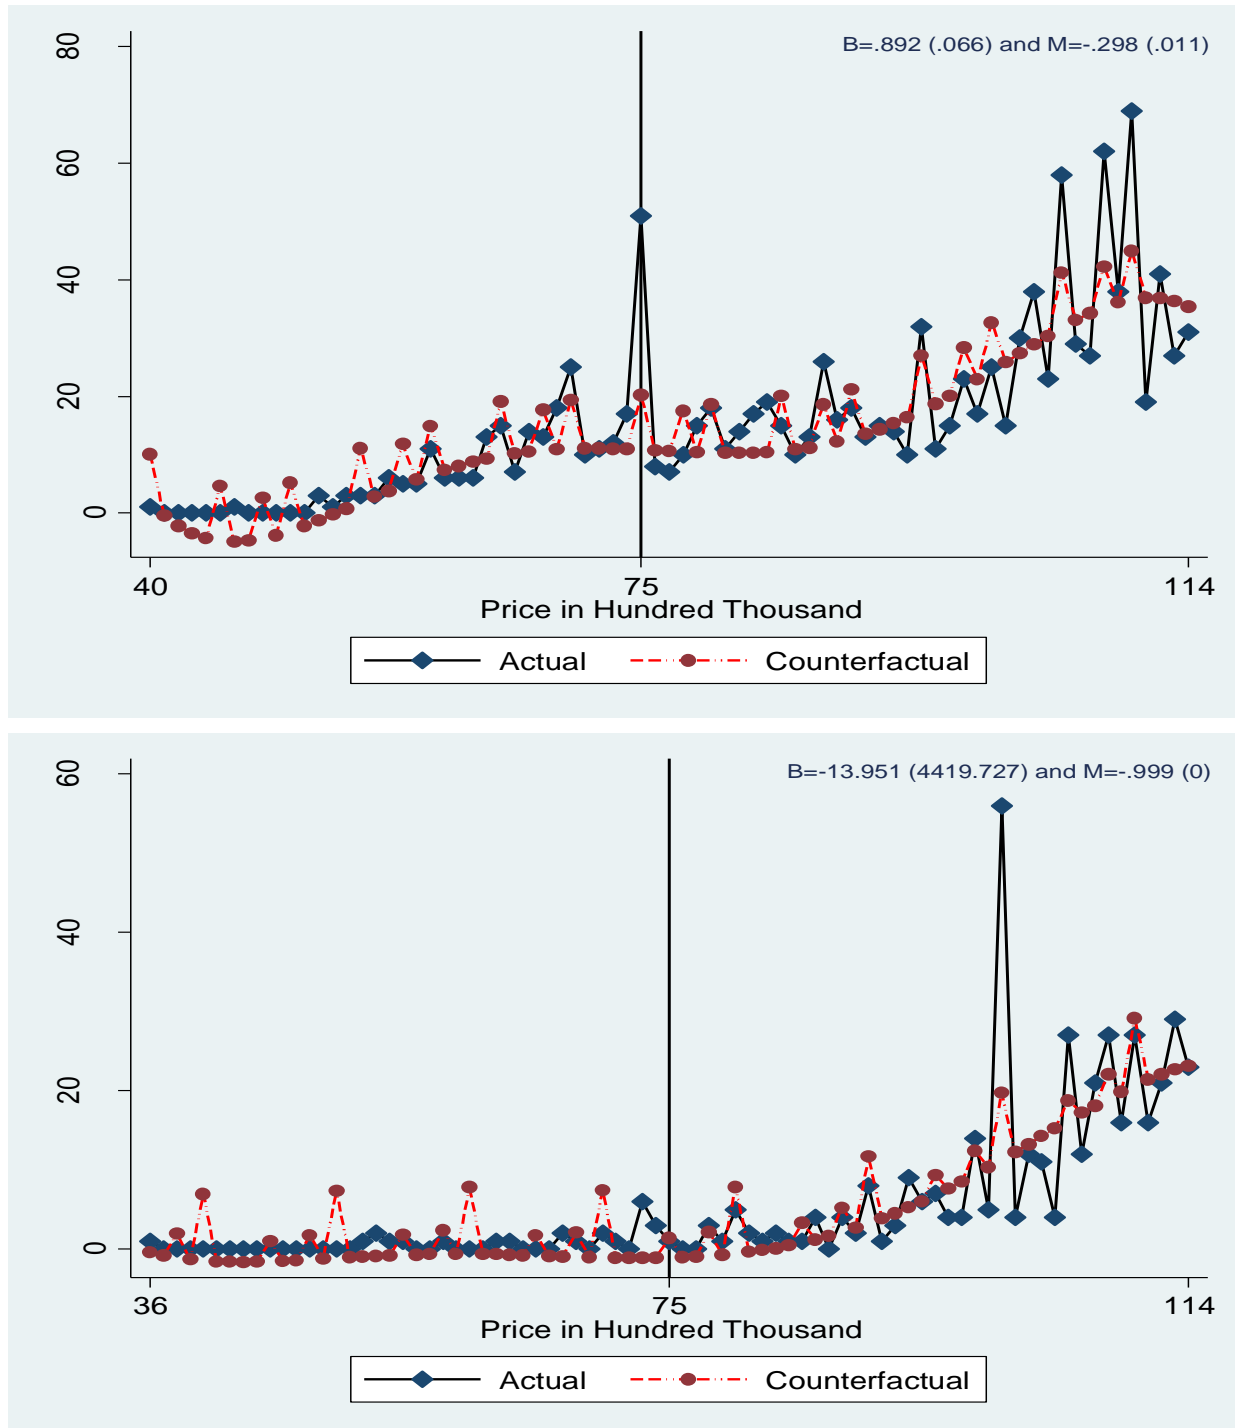 B=.892 (.066) and M=-.298 (.011)
80
60
40
20
0
40 75 114
Price in Hundred Thousand
Actual Counterfactual
B=-13.951 (4419.727) and M=-.999 (0)
60
40
20
0
36 75 114
Price in Hundred Thousand
Actual Counterfactual